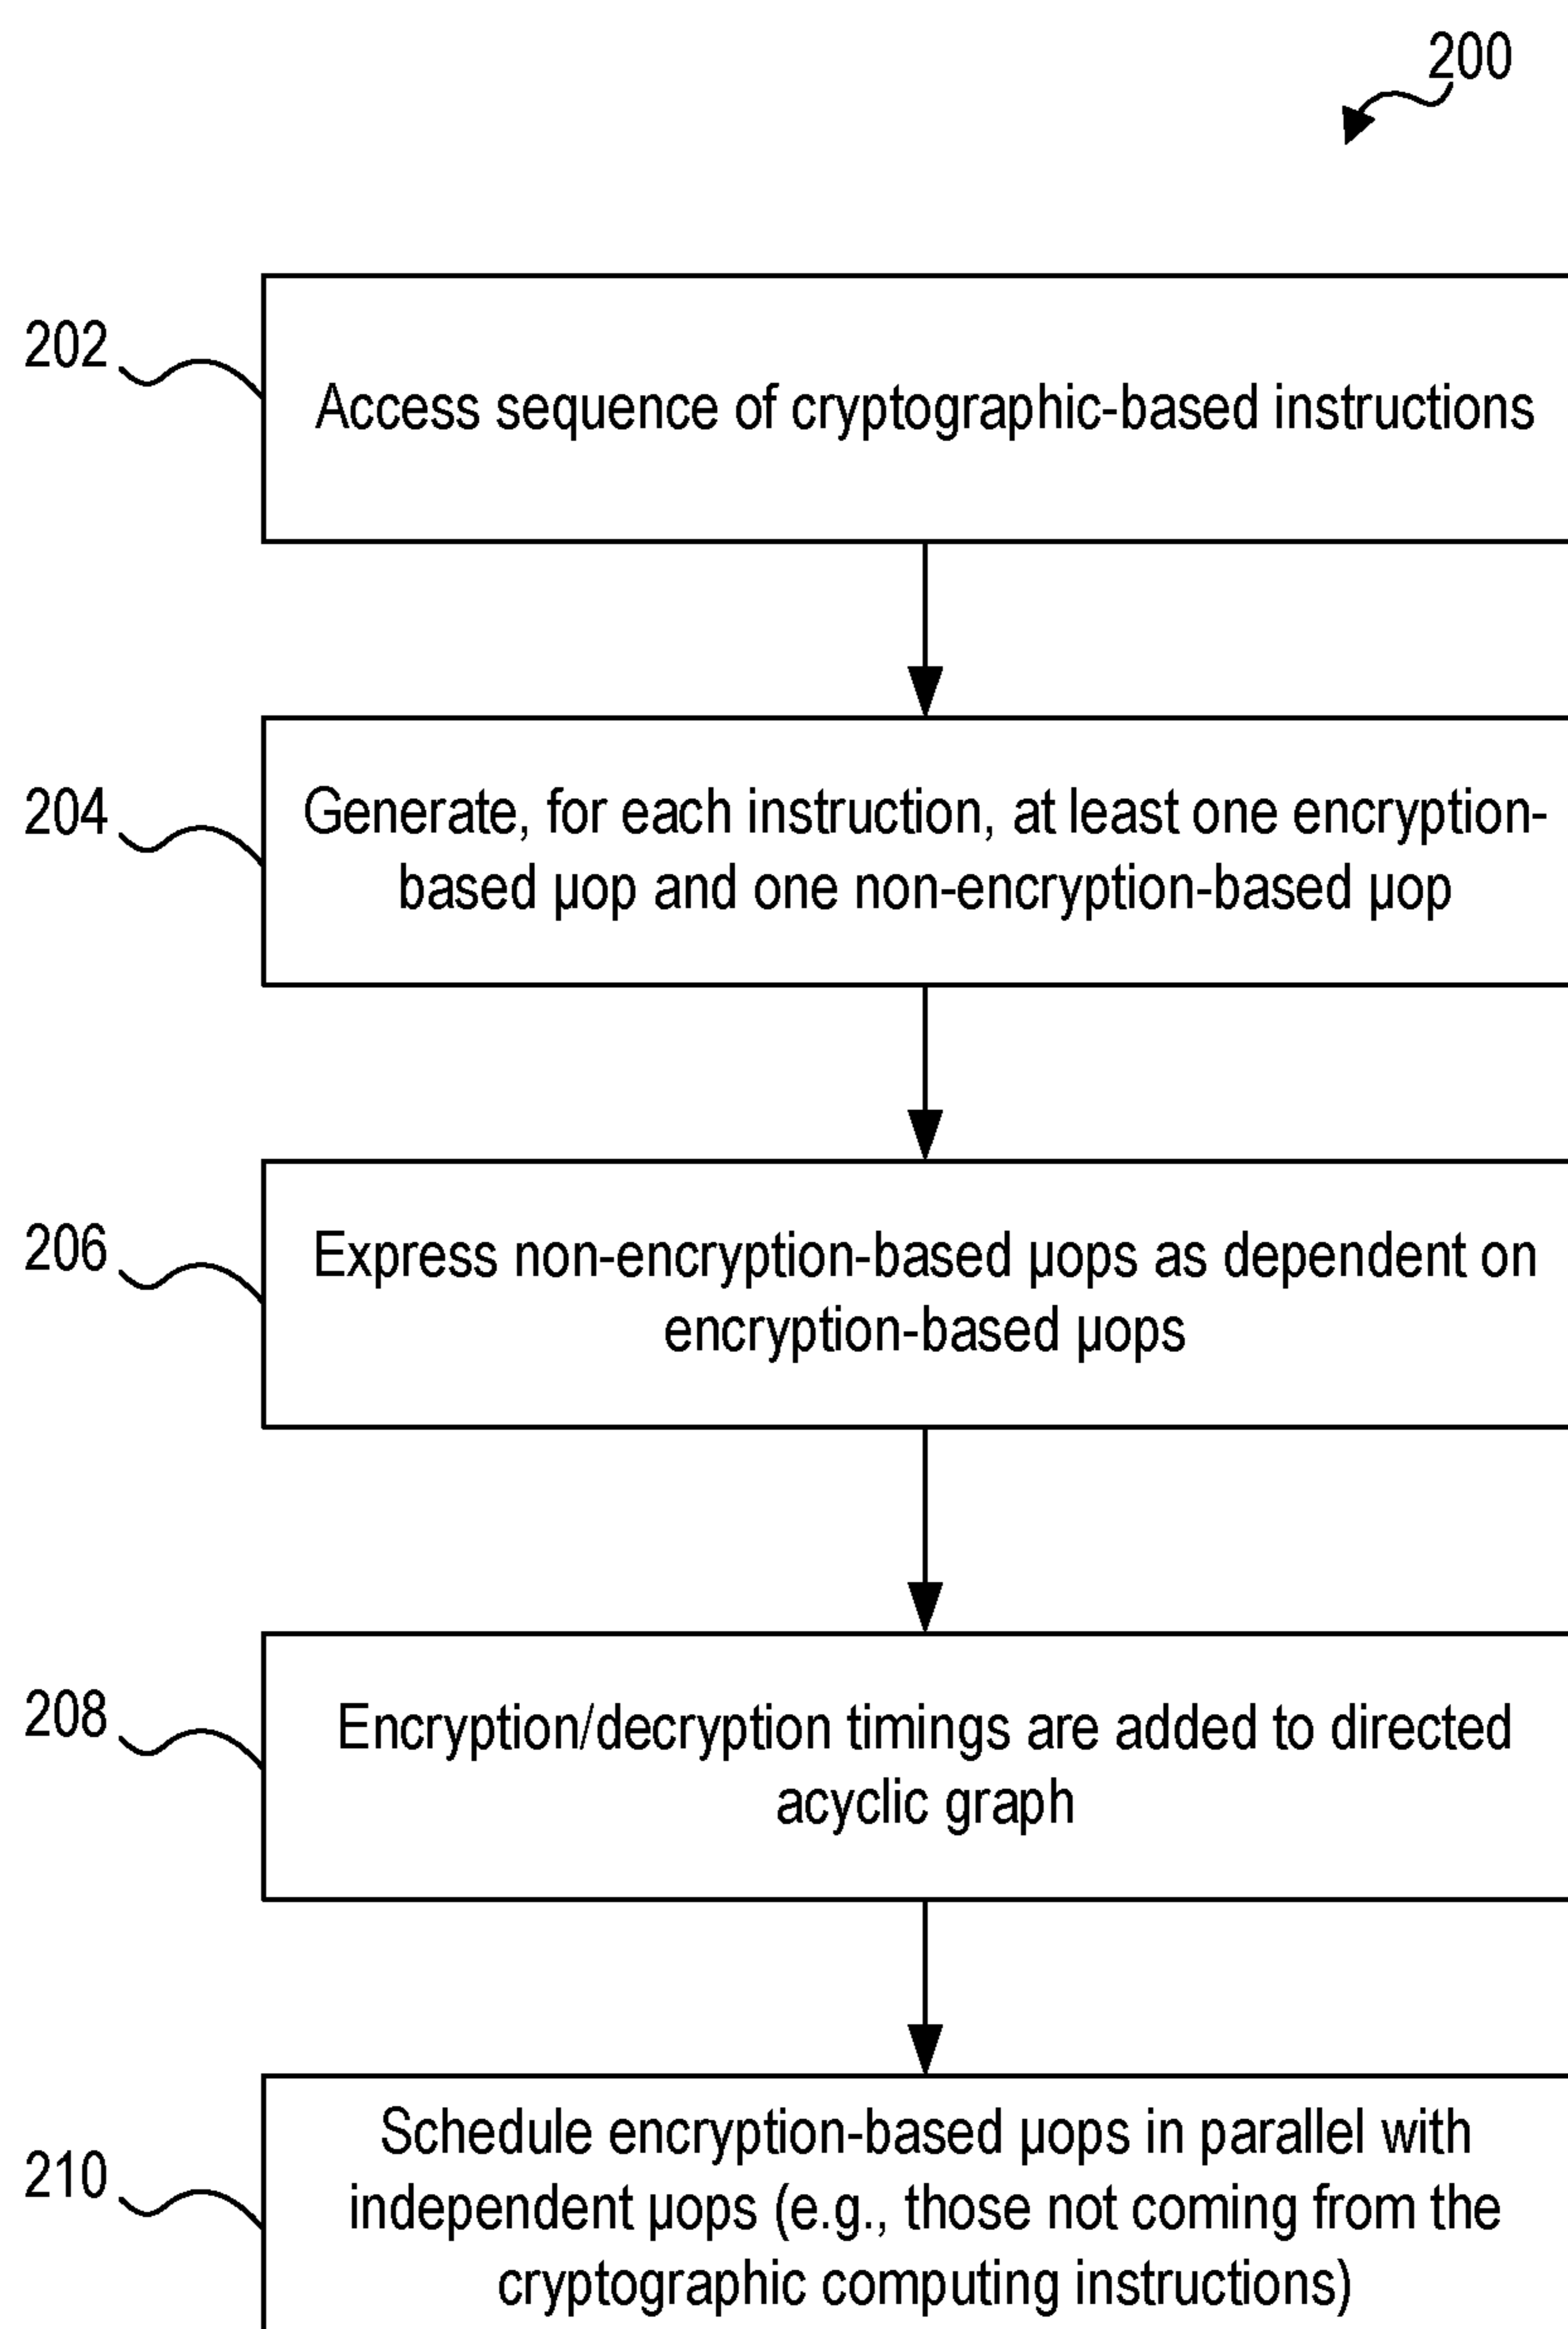 200
202
Access sequence of cryptographic-based instructions
204
Generate, for each instruction, at least one encryption-
based μop and one non-encryption-based μop
206
Express non-encryption-based μops as dependent on
encryption-based μops
208
Encryption/decryption timings are added to directed
acyclic graph
210
Schedule encryption-based μops in parallel with
independent μops (e.g., those not coming from the
cryptographic computing instructions)